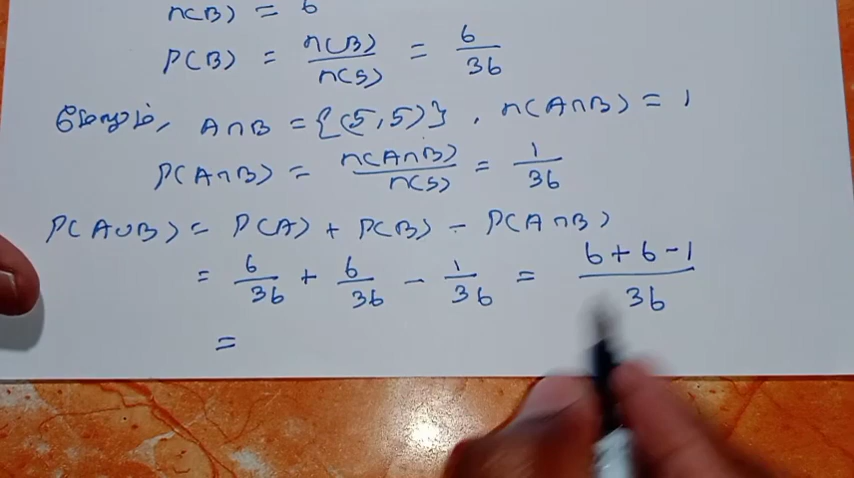 n(B) = 6
P(B) = n(B)/n(S) = 6/36
மேலும், A∩B = {(5,5)}, n(A∩B) = 1
P(A∩B) = n(A∩B)/n(S) = 1/36
P(A∪B) = P(A) + P(B) - P(A∩B)
= 6/36 + 6/36 - 1/36 = (6+6-1)/36
=